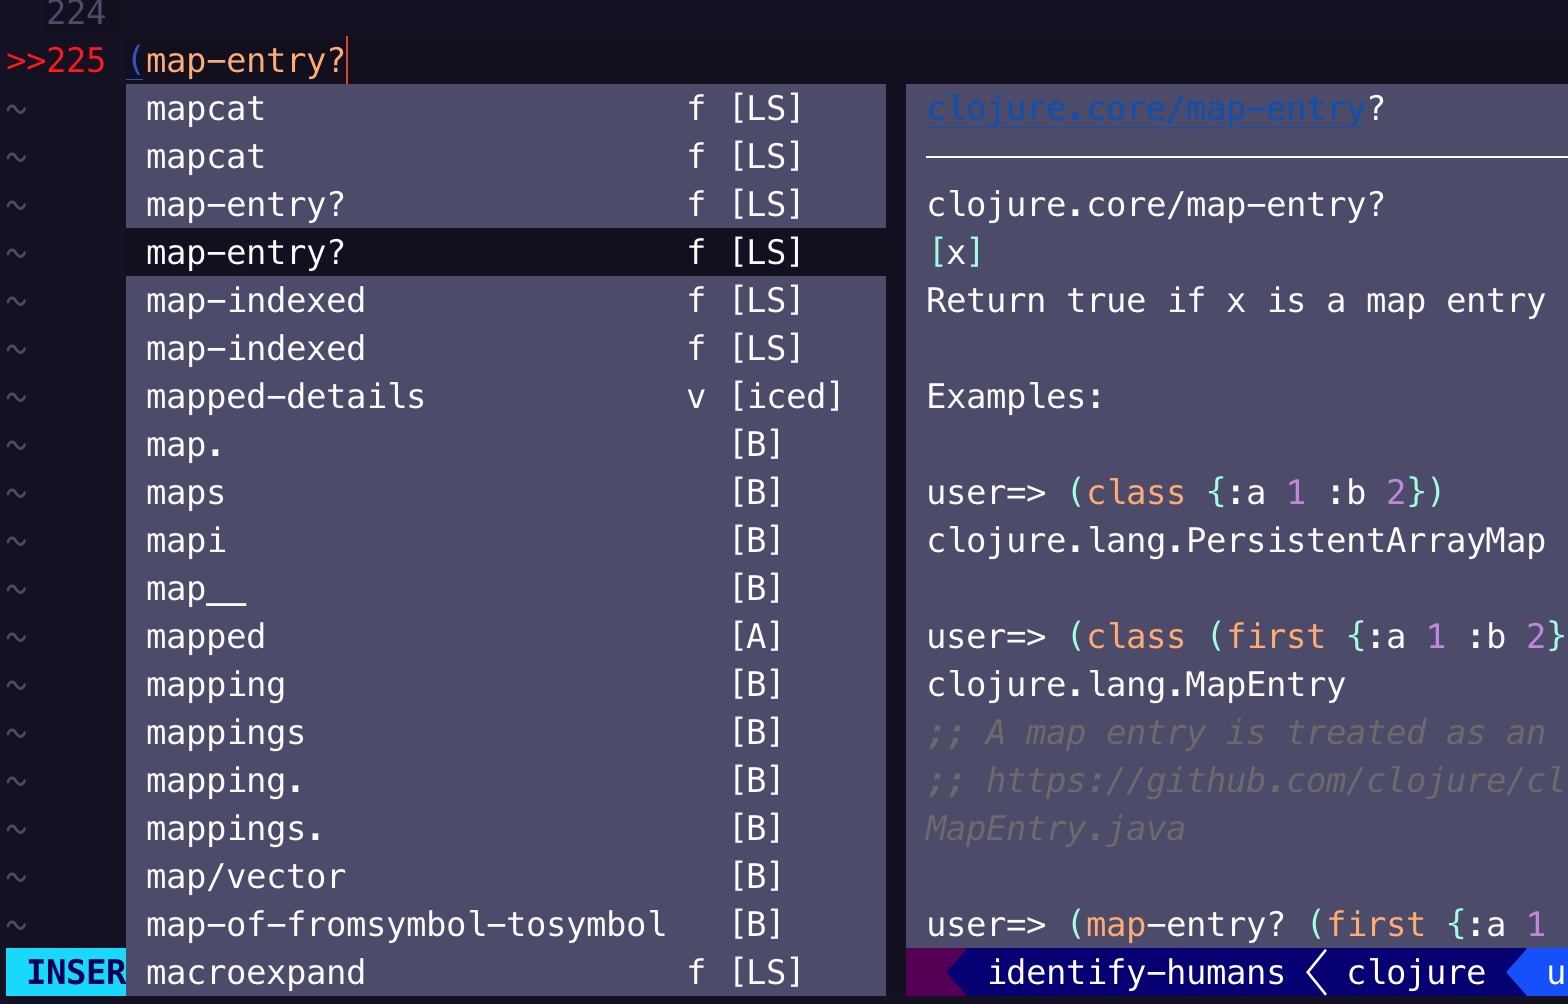 224
>>225 (map-entry?
~ mapcat f [LS]
~ mapcat f [LS]
~ map-entry? f [LS]
~ map-entry? f [LS]
~ map-indexed f [LS]
~ map-indexed f [LS]
~ mapped-details v [iced]
~ map. [B]
~ maps [B]
~ mapi [B]
~ map__ [B]
~ mapped [A]
~ mapping [B]
~ mappings [B]
~ mapping. [B]
~ mappings. [B]
~ map/vector [B]
~ map-of-fromsymbol-tosymbol [B]
INSER macroexpand f [LS]
clojure.core/map-entry?
clojure.core/map-entry?
[x]
Return true if x is a map entry
Examples:
user=> (class {:a 1 :b 2})
clojure.lang.PersistentArrayMap
user=> (class (first {:a 1 :b 2}
clojure.lang.MapEntry
;; A map entry is treated as an
;; https://github.com/clojure/cl
MapEntry.java
user=> (map-entry? (first {:a 1
identify-humans < clojure u